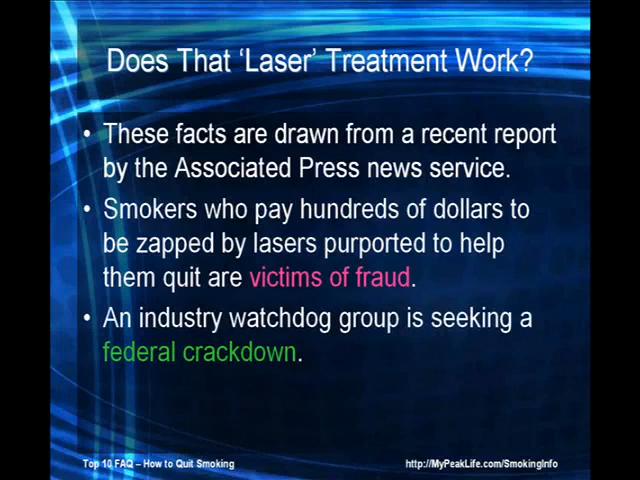 Does That ‘Laser’ Treatment Work?
• These facts are drawn from a recent report
by the Associated Press news service.
• Smokers who pay hundreds of dollars to
be zapped by lasers purported to help
them quit are victims of fraud.
• An industry watchdog group is seeking a
federal crackdown.
Top 10 FAQ – How to Quit Smoking
http://MyPeakLife.com/SmokingInfo